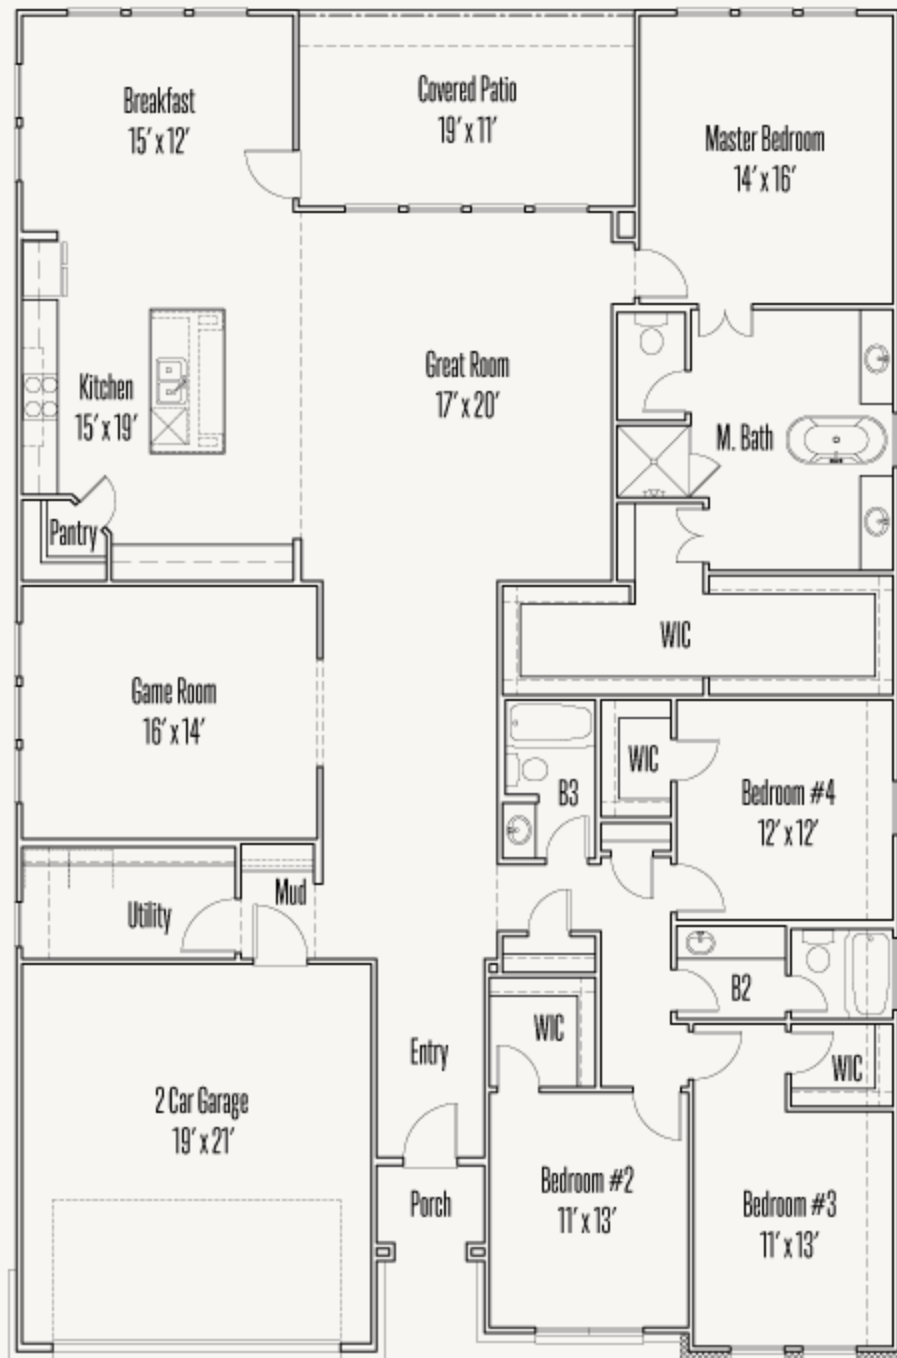 Breakfast
15' x 12'
Covered Patio
19' x 11'
Master Bedroom
14' x 16'
Kitchen
15' x 19'
Great Room
17' x 20'
M. Bath
Pantry
WIC
Game Room
16' x 14'
B3
WIC
Bedroom #4
12' x 12'
Utility
Mud
B2
WIC
Entry
WIC
2 Car Garage
19' x 21'
Porch
Bedroom #2
11' x 13'
Bedroom #3
11' x 13'